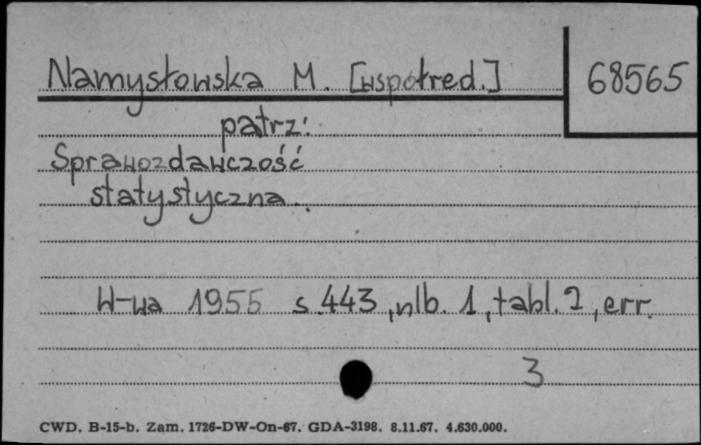 Namysłowska M. [współred.] 68565
patrz:
Sprawozdawczość
statystyczna.
W-wa 1955 s. 443, nlb. 1, tabl. 2, err.
3
CWD. B-15-b. Zam. 1726-DW-On-67. GDA-3198. 8.11.67. 4.630.000.